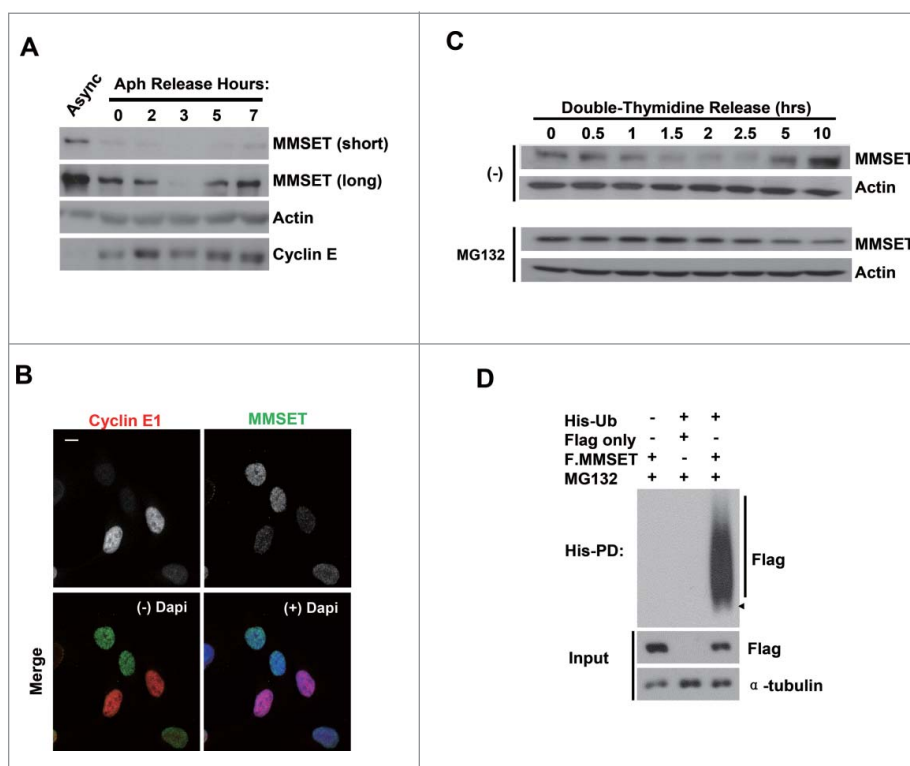 A
Async
Aph Release Hours:
0 2 3 5 7
MMSET (short)
MMSET (long)
Actin
Cyclin E
C
Double-Thymidine Release (hrs)
0 0.5 1 1.5 2 2.5 5 10
(-)
MMSET
Actin
MG132
MMSET
Actin
B
Cyclin E1
MMSET
Merge
(-) Dapi
(+) Dapi
D
His-Ub - + +
Flag only - + -
F.MMSET + - +
MG132 + + +
His-PD:
Flag
Input
Flag
α-tubulin